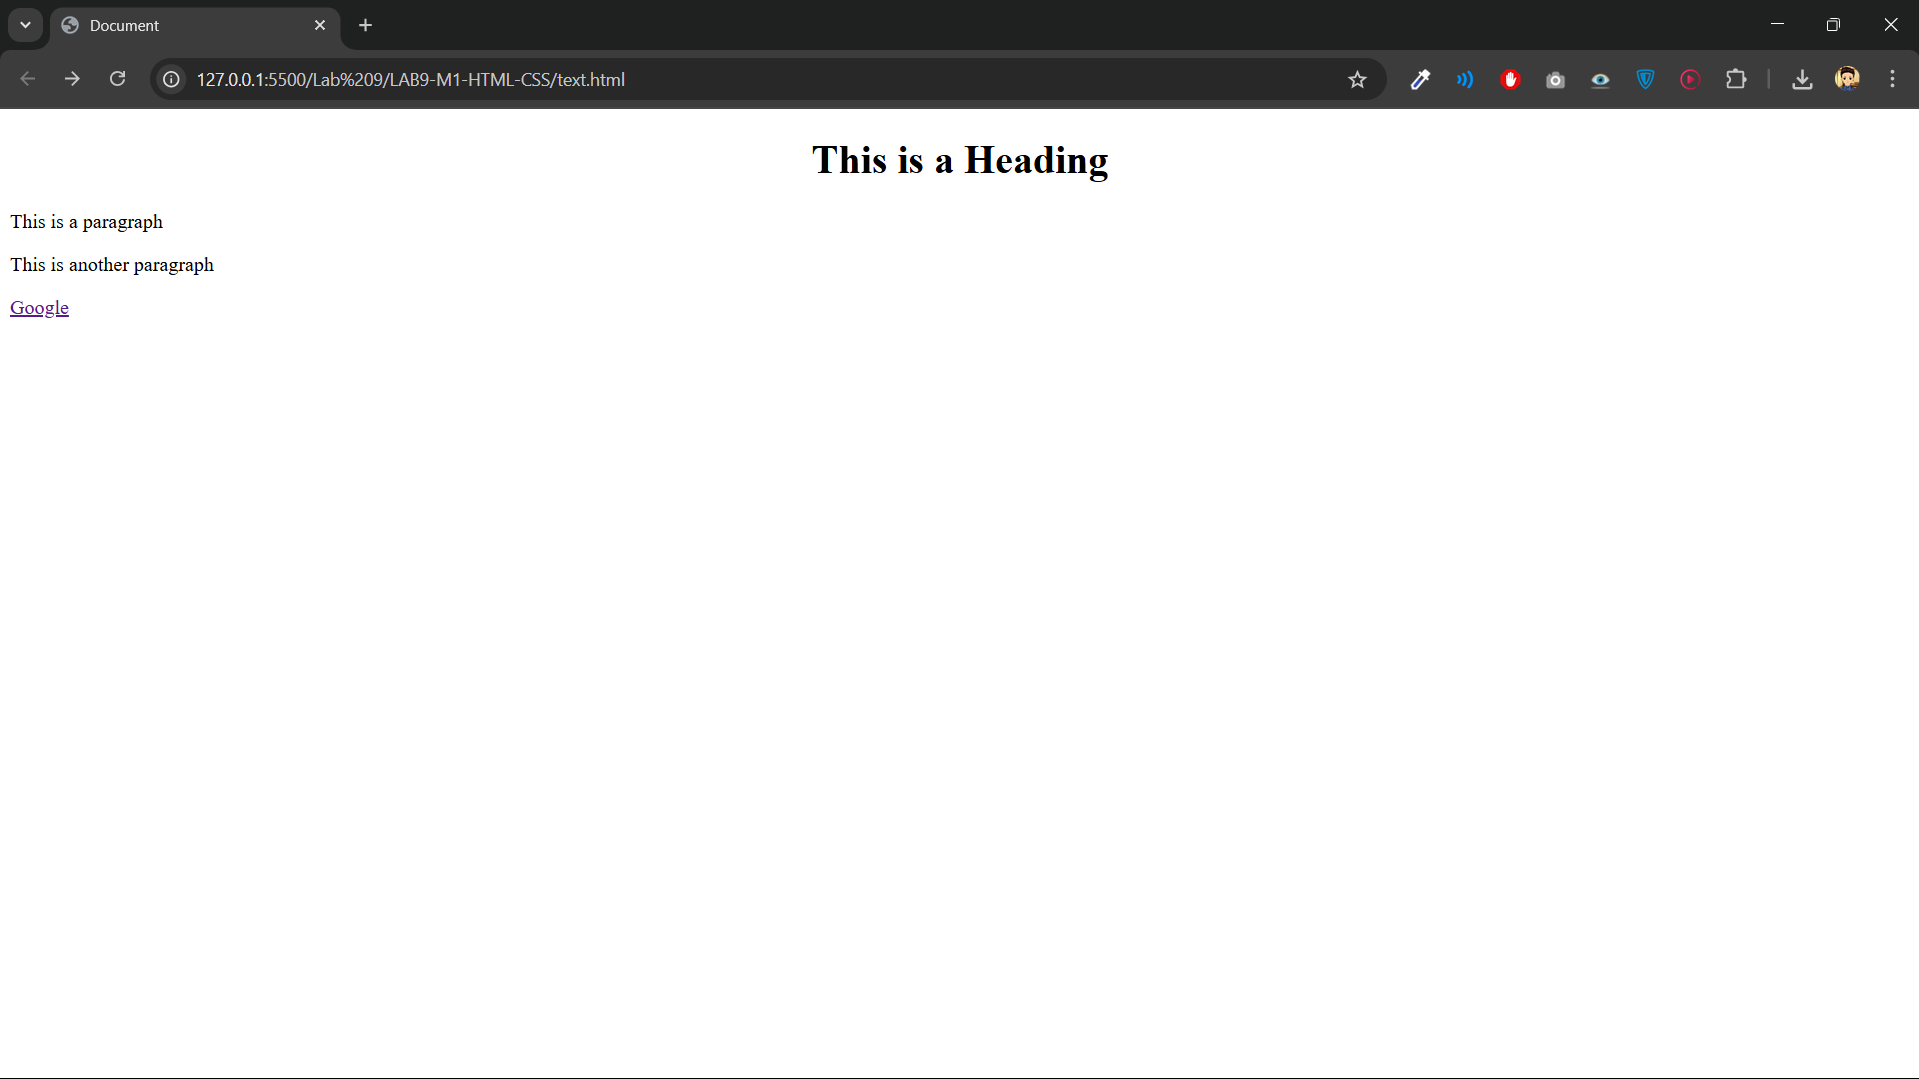 Document
127.0.0.1:5500/Lab%209/LAB9-M1-HTML-CSS/text.html
This is a Heading
This is a paragraph
This is another paragraph
Google